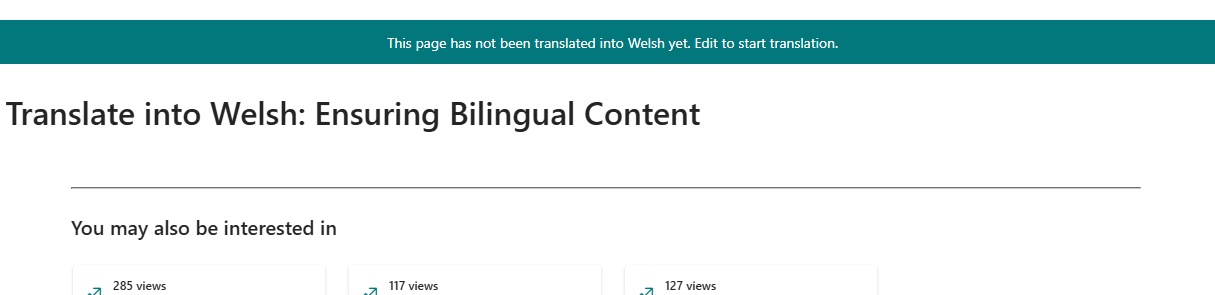 This page has not been translated into Welsh yet. Edit to start translation.
Translate into Welsh: Ensuring Bilingual Content
You may also be interested in
285 views
117 views
127 views